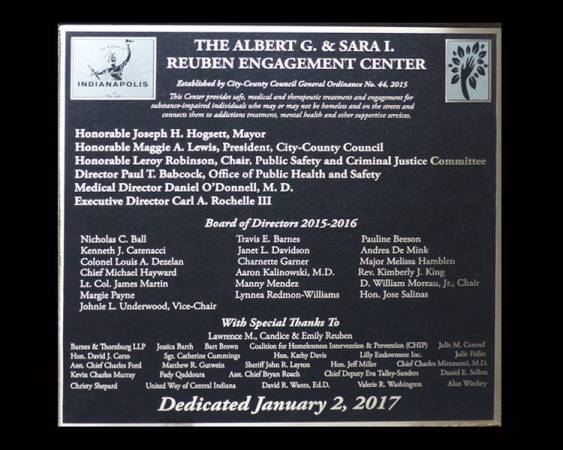 INDIANAPOLIS
THE ALBERT G. & SARA I.
REUBEN ENGAGEMENT CENTER
Established by City-County Council General Ordinance No. 44, 2015
This Center provides safe, medical and therapeutic treatment and engagement for
substance-impaired individuals who may or may not be homeless and on the streets and
connects them to addictions treatment, mental health and other supportive services.
Honorable Joseph H. Hogsett, Mayor
Honorable Maggie A. Lewis, President, City-County Council
Honorable Leroy Robinson, Chair, Public Safety and Criminal Justice Committee
Director Paul T. Babcock, Office of Public Health and Safety
Medical Director Daniel O'Donnell, M. D.
Executive Director Carl A. Rochelle III
Board of Directors 2015-2016
Nicholas C. Ball Travis E. Barnes Pauline Beeson
Kenneth J. Catenacci Janet L. Davidson Andrea De Mink
Colonel Louis A. Dezelan Charnette Garner Major Melissa Hamblen
Chief Michael Hayward Aaron Kalinowski, M.D. Rev. Kimberly J. King
Lt. Col. James Martin Manny Mendez D. William Moreau, Jr., Chair
Margie Payne Lynnea Redmon-Williams Hon. Jose Salinas
Johnie L. Underwood, Vice-Chair
With Special Thanks To
Lawrence M., Candice & Emily Reuben
Barnes & Thornburg LLP Jessica Barth Bart Brown Coalition for Homelessness Intervention & Prevention (CHIP) Julie M. Conrad
Hon. David J. Certo Sgt. Catherine Cummings Hon. Kathy Davis Lilly Endowment Inc. Julie Fidler
Asst. Chief Charles Ford Matthew R. Gutwein Sheriff John R. Layton Hon. Jeff Miller Chief Charles Miramonti, M.D.
Kevin Charles Murray Fady Qaddoura Asst. Chief Bryan Roach Chief Deputy Eva Talley-Sanders Daniel E. Sellers
Christy Shepard United Way of Central Indiana David R. Wantz, Ed.D. Valerie R. Washington Alan Witchey
Dedicated January 2, 2017